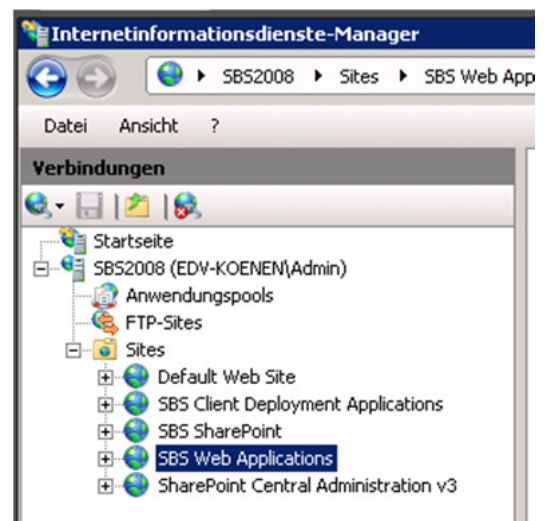 Internetinformationsdienste-Manager
SBS2008 Sites SBS Web App
Datei Ansicht ?
Verbindungen
Startseite
SBS2008 (EDV-KOENEN\Admin)
Anwendungspools
FTP-Sites
Sites
Default Web Site
SBS Client Deployment Applications
SBS SharePoint
SBS Web Applications
SharePoint Central Administration v3